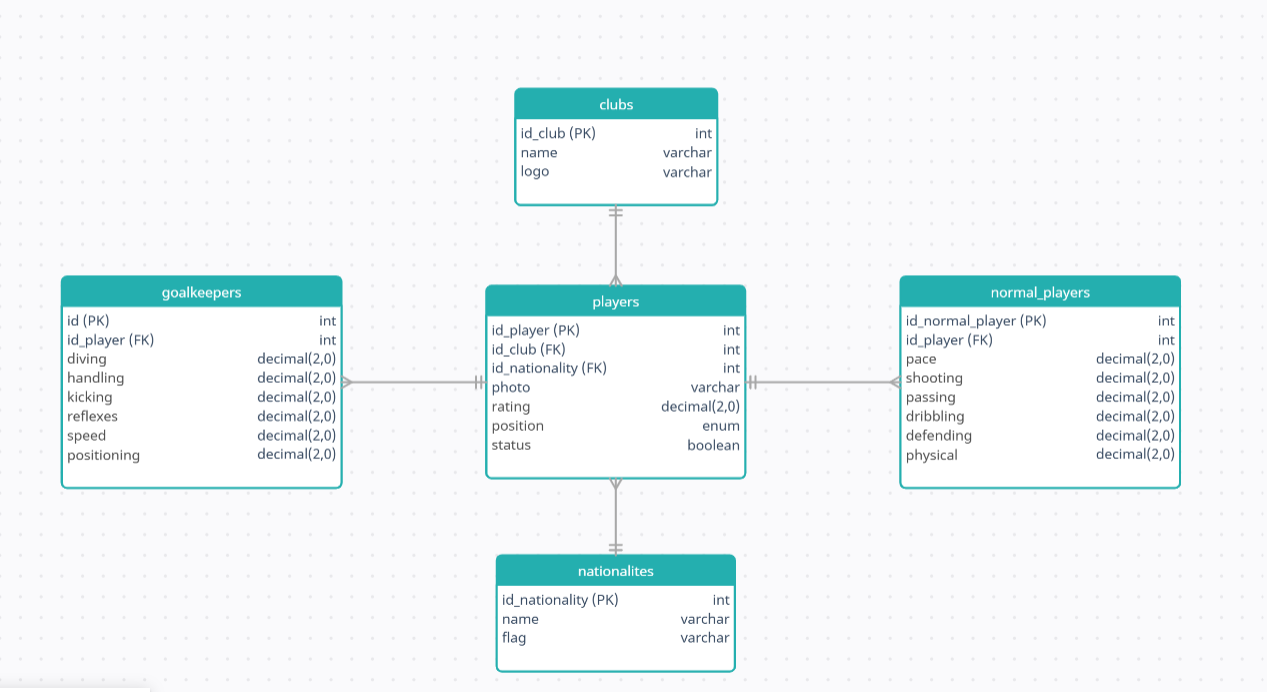 clubs
id_club (PK) int
name varchar
logo varchar
goalkeepers
id (PK) int
id_player (FK) int
diving decimal(2,0)
handling decimal(2,0)
kicking decimal(2,0)
reflexes decimal(2,0)
speed decimal(2,0)
positioning decimal(2,0)
players
id_player (PK) int
id_club (FK) int
id_nationality (FK) int
photo varchar
rating decimal(2,0)
position enum
status boolean
normal_players
id_normal_player (PK) int
id_player (FK) int
pace decimal(2,0)
shooting decimal(2,0)
passing decimal(2,0)
dribbling decimal(2,0)
defending decimal(2,0)
physical decimal(2,0)
nationalites
id_nationality (PK) int
name varchar
flag varchar